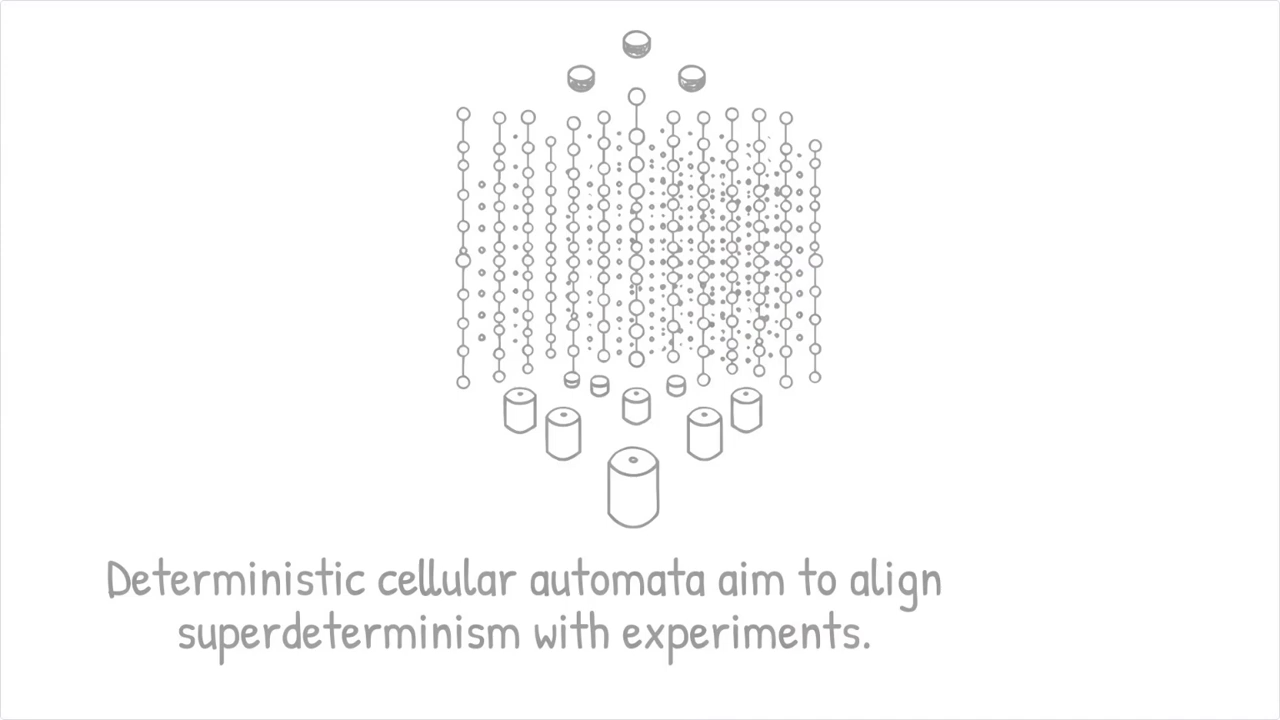 Deterministic cellular automata aim to align
superdeterminism with experiments.